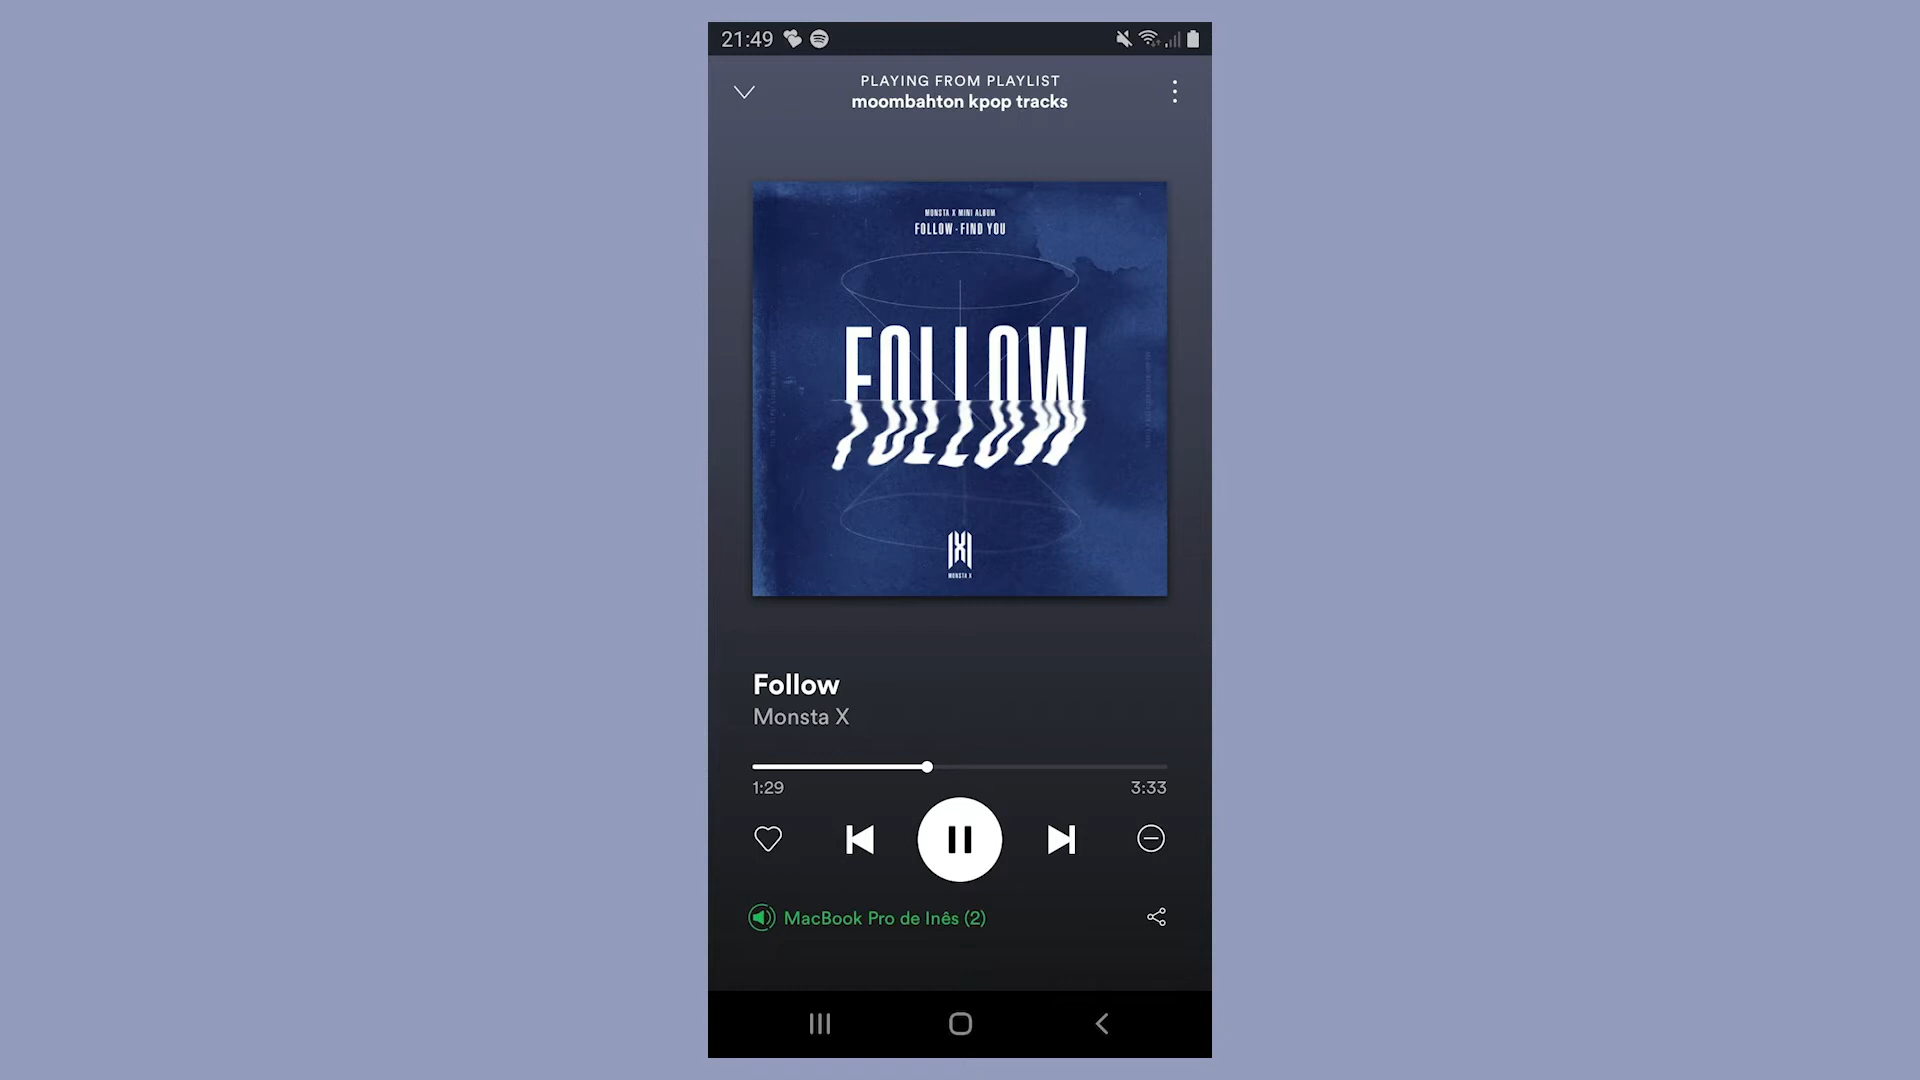 21:49
PLAYING FROM PLAYLIST
moombahton kpop tracks
MONSTA X MINI ALBUM
FOLLOW - FIND YOU
FOLLOW
MONSTA X
Follow
Monsta X
1:29
3:33
MacBook Pro de Inês (2)